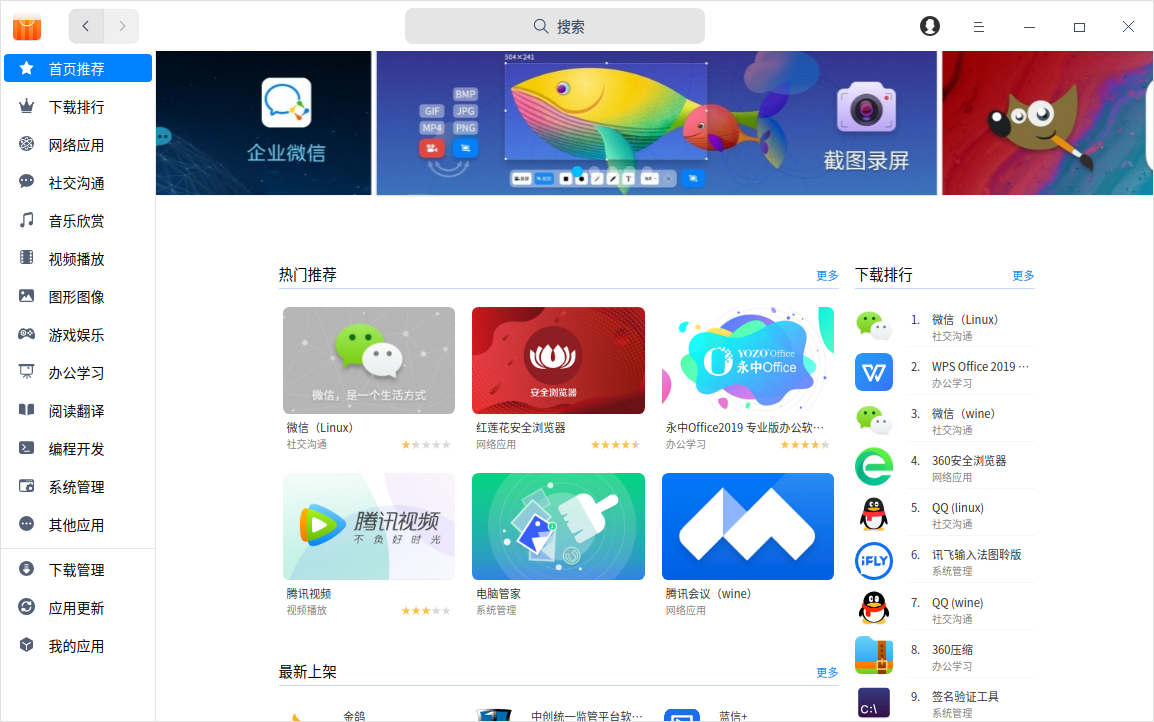 搜索
首页推荐
下载排行
网络应用
社交沟通
音乐欣赏
视频播放
图形图像
游戏娱乐
办公学习
阅读翻译
编程开发
系统管理
其他应用
下载管理
应用更新
我的应用
企业微信
504×241
BMP
GIF JPG
MP4 PNG
截图录屏
热门推荐 更多
微信，是一个生活方式
微信（Linux）
社交沟通
安全浏览器
红莲花安全浏览器
网络应用
YOZO Office
永中Office
永中Office2019 专业版办公软…
办公学习
腾讯视频
不负好时光
腾讯视频
视频播放
电脑管家
系统管理
腾讯会议（wine）
网络应用
最新上架 更多
金鸽
中创统一监管平台软…
蓝信+
下载排行 更多
1. 微信（Linux）
社交沟通
2. WPS Office 2019 …
办公学习
3. 微信（wine）
社交沟通
4. 360安全浏览器
网络应用
5. QQ (linux)
社交沟通
iFLY
6. 讯飞输入法图聆版
系统管理
7. QQ (wine)
社交沟通
8. 360压缩
办公学习
C:\
9. 签名验证工具
系统管理